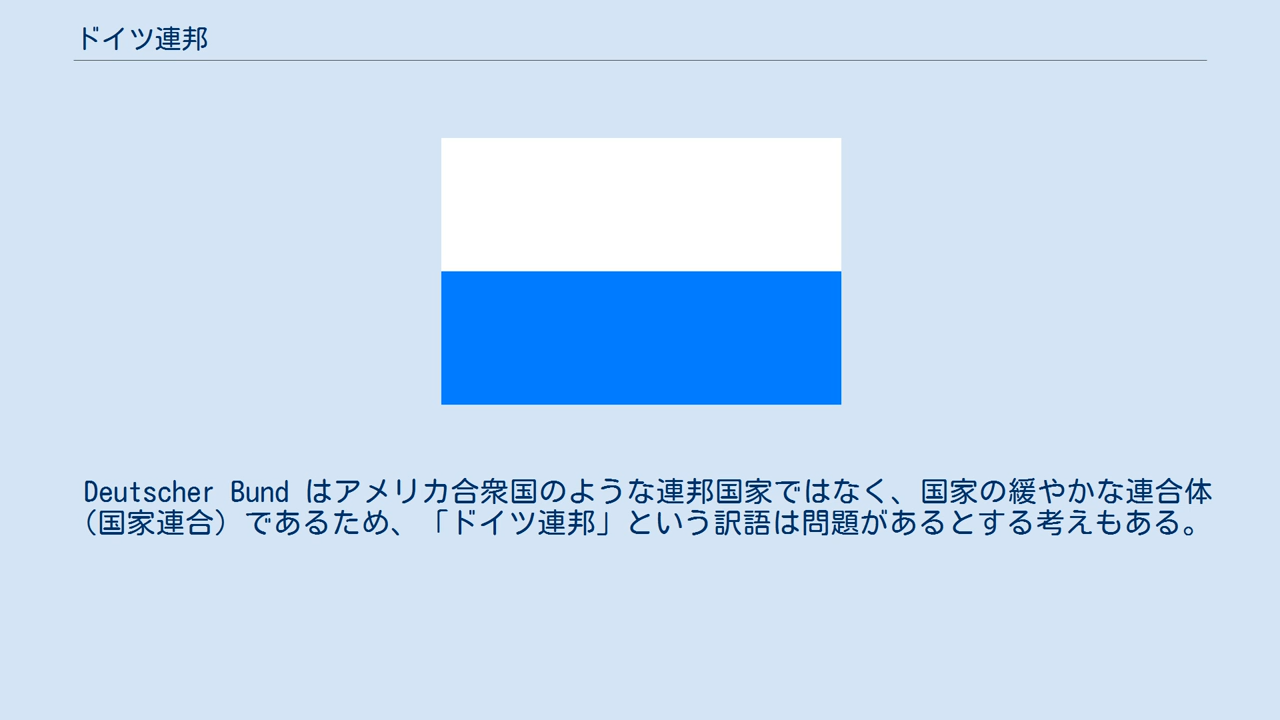 ドイツ連邦
Deutscher Bund はアメリカ合衆国のような連邦国家ではなく、国家の緩やかな連合体
（国家連合）であるため、「ドイツ連邦」という訳語は問題があるとする考えもある。